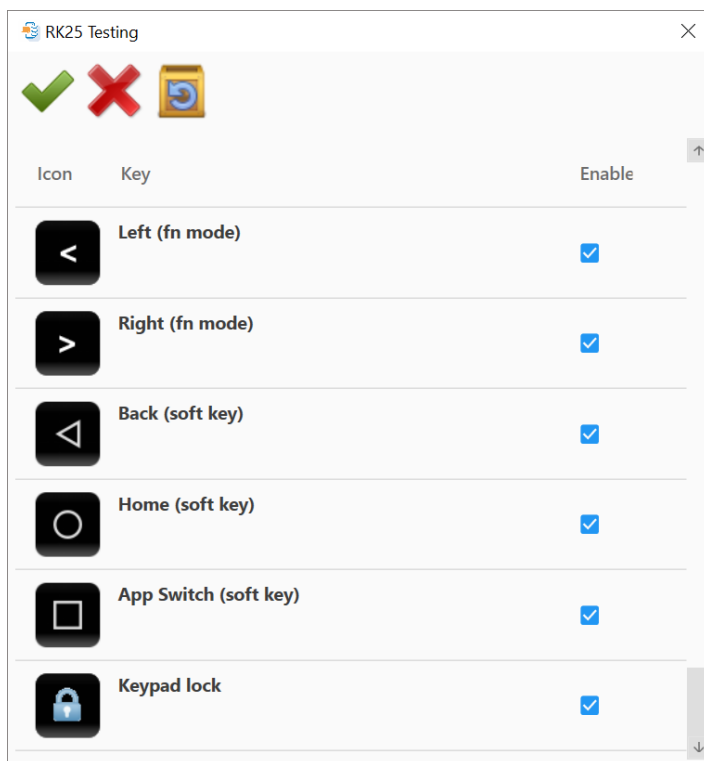 RK25 Testing
Icon Key Enable
Left (fn mode)
Right (fn mode)
Back (soft key)
Home (soft key)
App Switch (soft key)
Keypad lock